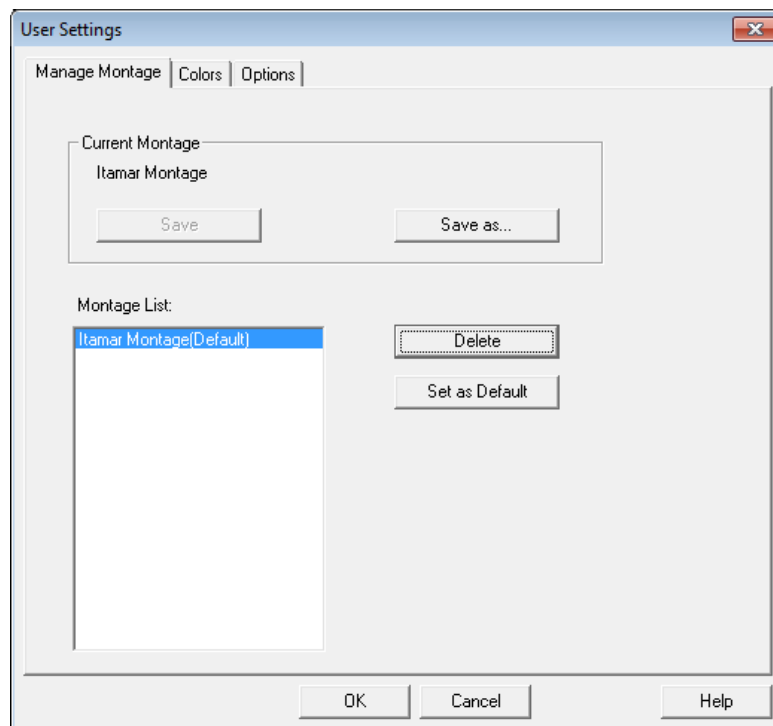 User Settings
Manage Montage
Colors
Options
Current Montage
Itamar Montage
Save
Save as...
Montage List:
Itamar Montage(Default)
Delete
Set as Default
OK
Cancel
Help